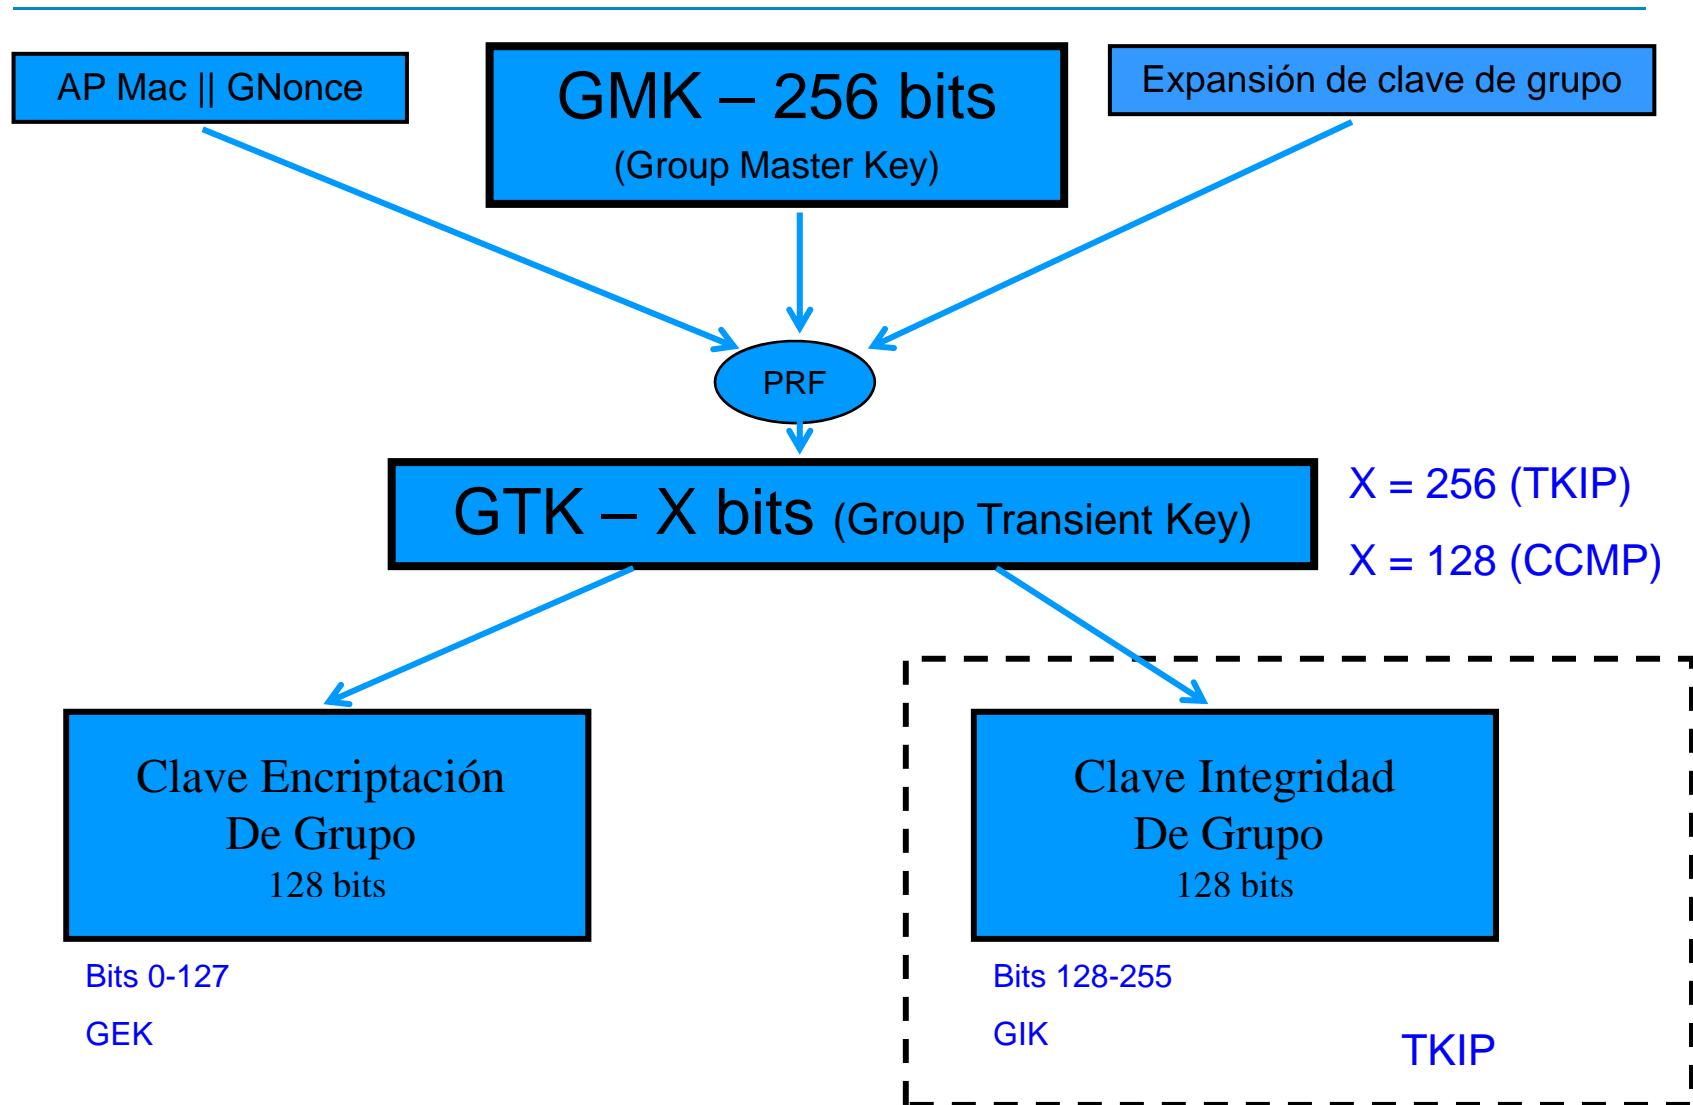 AP Mac || GNonce
GMK – 256 bits
(Group Master Key)
Expansión de clave de grupo
PRF
GTK – X bits (Group Transient Key)
X = 256 (TKIP)
X = 128 (CCMP)
Clave Encriptación
De Grupo
128 bits
Bits 0-127
GEK
Clave Integridad
De Grupo
128 bits
Bits 128-255
GIK
TKIP